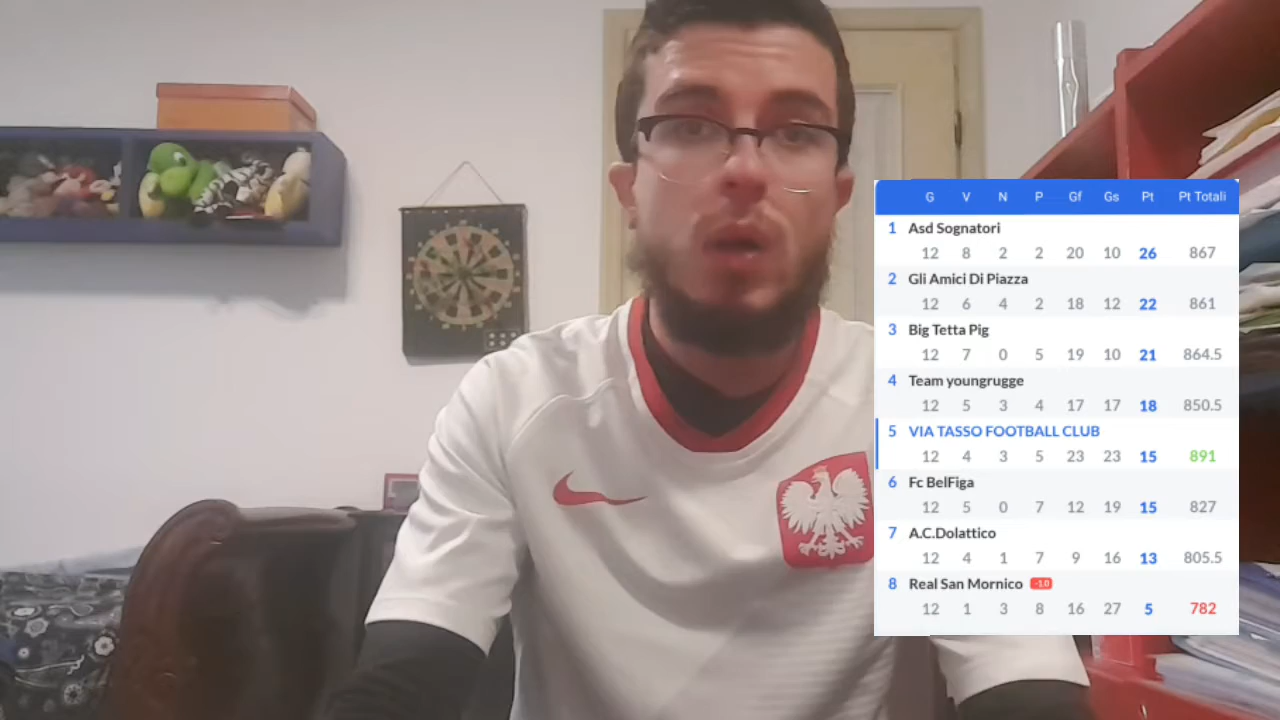 G V N P Gf Gs Pt Pt Totali
1 Asd Sognatori
12 8 2 2 20 10 26 867
2 Gli Amici Di Piazza
12 6 4 2 18 12 22 861
3 Big Tetta Pig
12 7 0 5 19 10 21 864.5
4 Team youngrugge
12 5 3 4 17 17 18 850.5
5 VIA TASSO FOOTBALL CLUB
12 4 3 5 23 23 15 891
6 Fc BelFiga
12 5 0 7 12 19 15 827
7 A.C.Dolattico
12 4 1 7 9 16 13 805.5
8 Real San Mornico -1.0
12 1 3 8 16 27 5 782